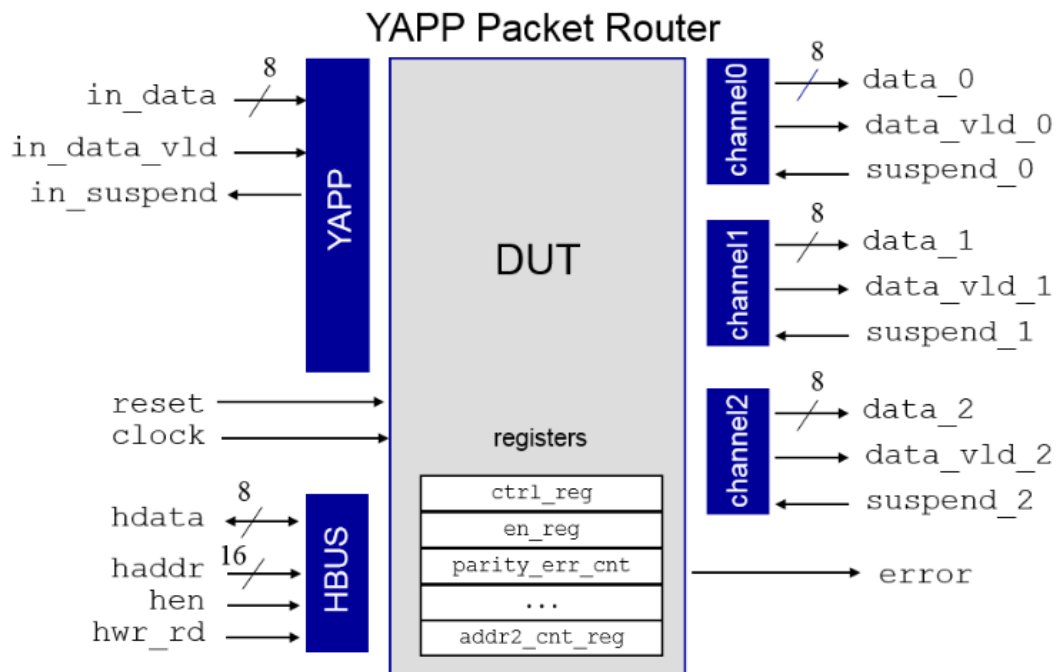 YAPP Packet Router
8
in_data
in_data_vld
in_suspend
YAPP
reset
clock
8
hdata
16
haddr
hen
hwr_rd
HBUS
DUT
registers
ctrl_reg
en_reg
parity_err_cnt
...
addr2_cnt_reg
channel0
8
data_0
data_vld_0
suspend_0
channel1
8
data_1
data_vld_1
suspend_1
channel2
8
data_2
data_vld_2
suspend_2
error